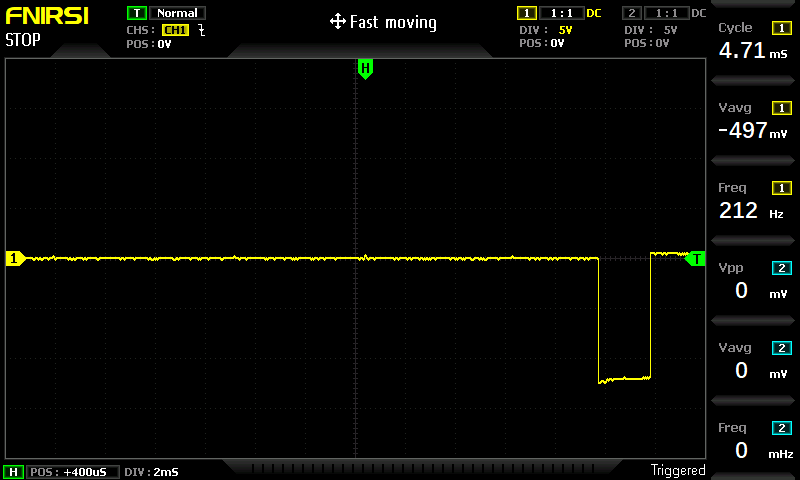 FNIRSI
STOP
T Normal
CHS: CH1
POS:0V
Fast moving
1 1:1 DC
DIV: 5V
POS:0V
2 1:1 DC
DIV: 5V
POS:0V
H
1
T
Cycle 1
4.71 mS
Vavg 1
-497 mV
Freq 1
212 Hz
Vpp 2
0 mV
Vavg 2
0 mV
Freq 2
0 mHz
H POS: +400uS DIV:2mS
Triggered